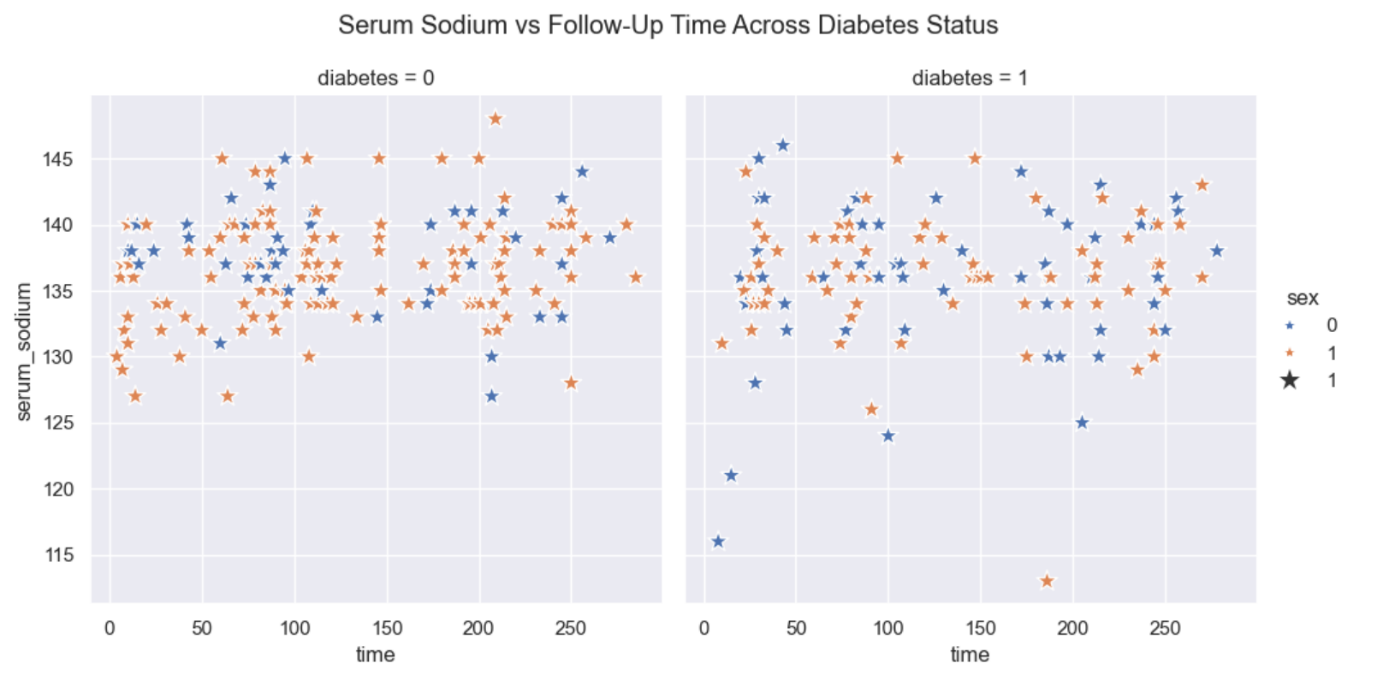 Serum Sodium vs Follow-Up Time Across Diabetes Status
diabetes = 0
diabetes = 1
145
140
135
130
125
120
115
serum_sodium
0 50 100 150 200 250
time
0 50 100 150 200 250
time
sex
0
1
1